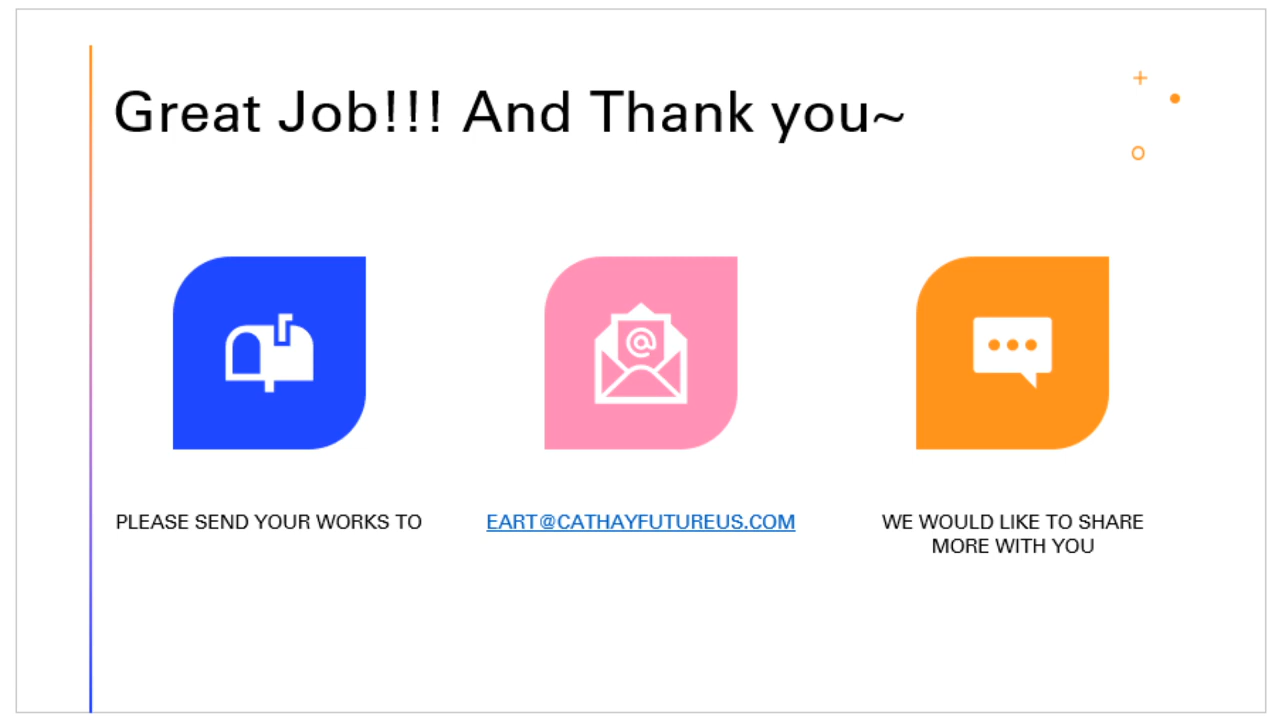 Great Job!!! And Thank you~
@
PLEASE SEND YOUR WORKS TO
EART@CATHAYFUTUREUS.COM
WE WOULD LIKE TO SHARE
MORE WITH YOU